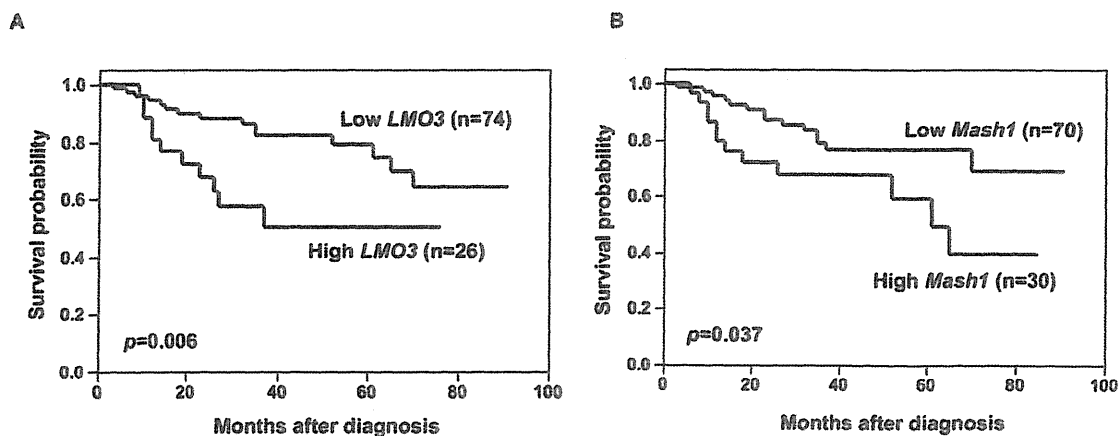 A
Survival probability
1.0
0.8
0.6
0.4
0.2
0.0
0
20
40
60
80
100
Low LMO3 (n=74)
High LMO3 (n=26)
p=0.006
Months after diagnosis
B
Survival probability
1.0
0.8
0.6
0.4
0.2
0.0
0
20
40
60
80
100
Low Mash1 (n=70)
High Mash1 (n=30)
p=0.037
Months after diagnosis